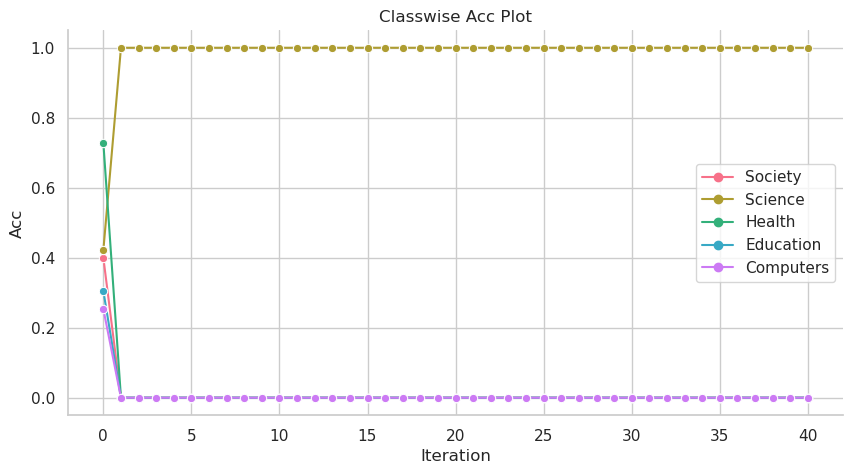 Classwise Acc Plot
1.0
0.8
0.6
0.4
0.2
0.0
Acc
Society
Science
Health
Education
Computers
0 5 10 15 20 25 30 35 40
Iteration